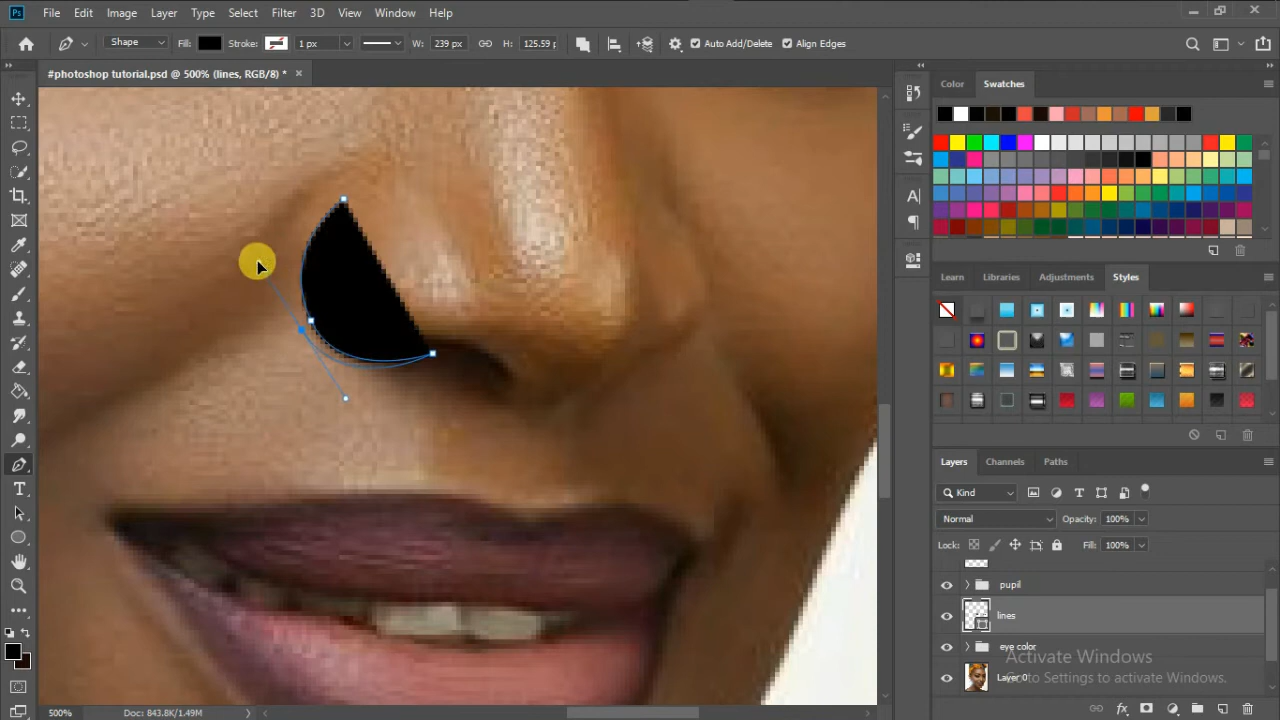 Ps File Edit Image Layer Type Select Filter 3D View Window Help
Shape Fill: Stroke: 1 px W: 239 px H: 125.59 p Auto Add/Delete Align Edges
#photoshop tutorial.psd @ 500% (lines, RGB/8) * ×
Color Swatches
Learn Libraries Adjustments Styles
Layers Channels Paths
Kind
Normal Opacity: 100%
Lock: Fill: 100%
pupil
lines
eye color
Activate Windows
Layer 0
Go to Settings to activate Windows.
500% Doc: 843.8K/1.49M